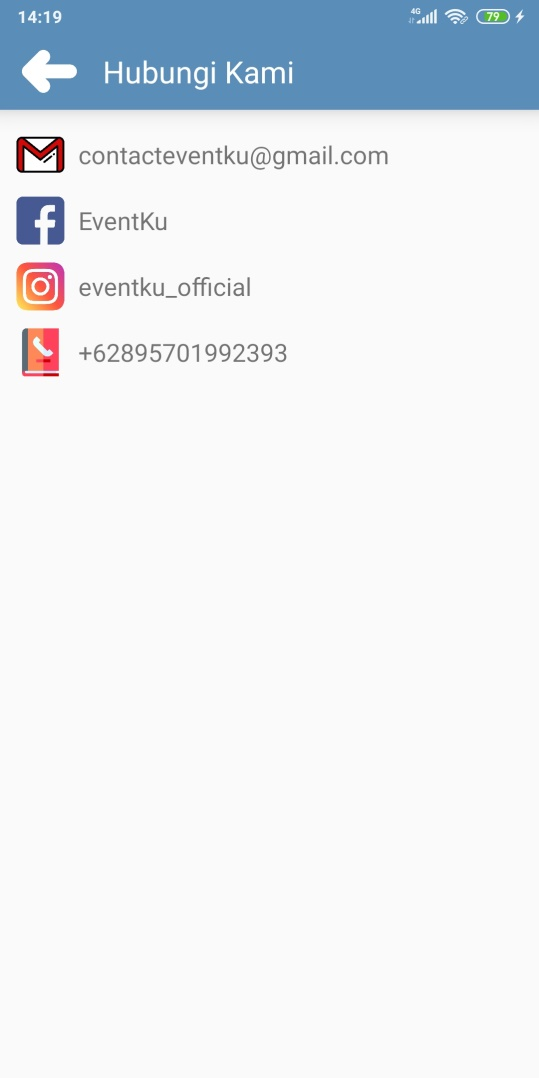 14:19
4G
79
Hubungi Kami
contacteventku@gmail.com
EventKu
eventku_official
+62895701992393